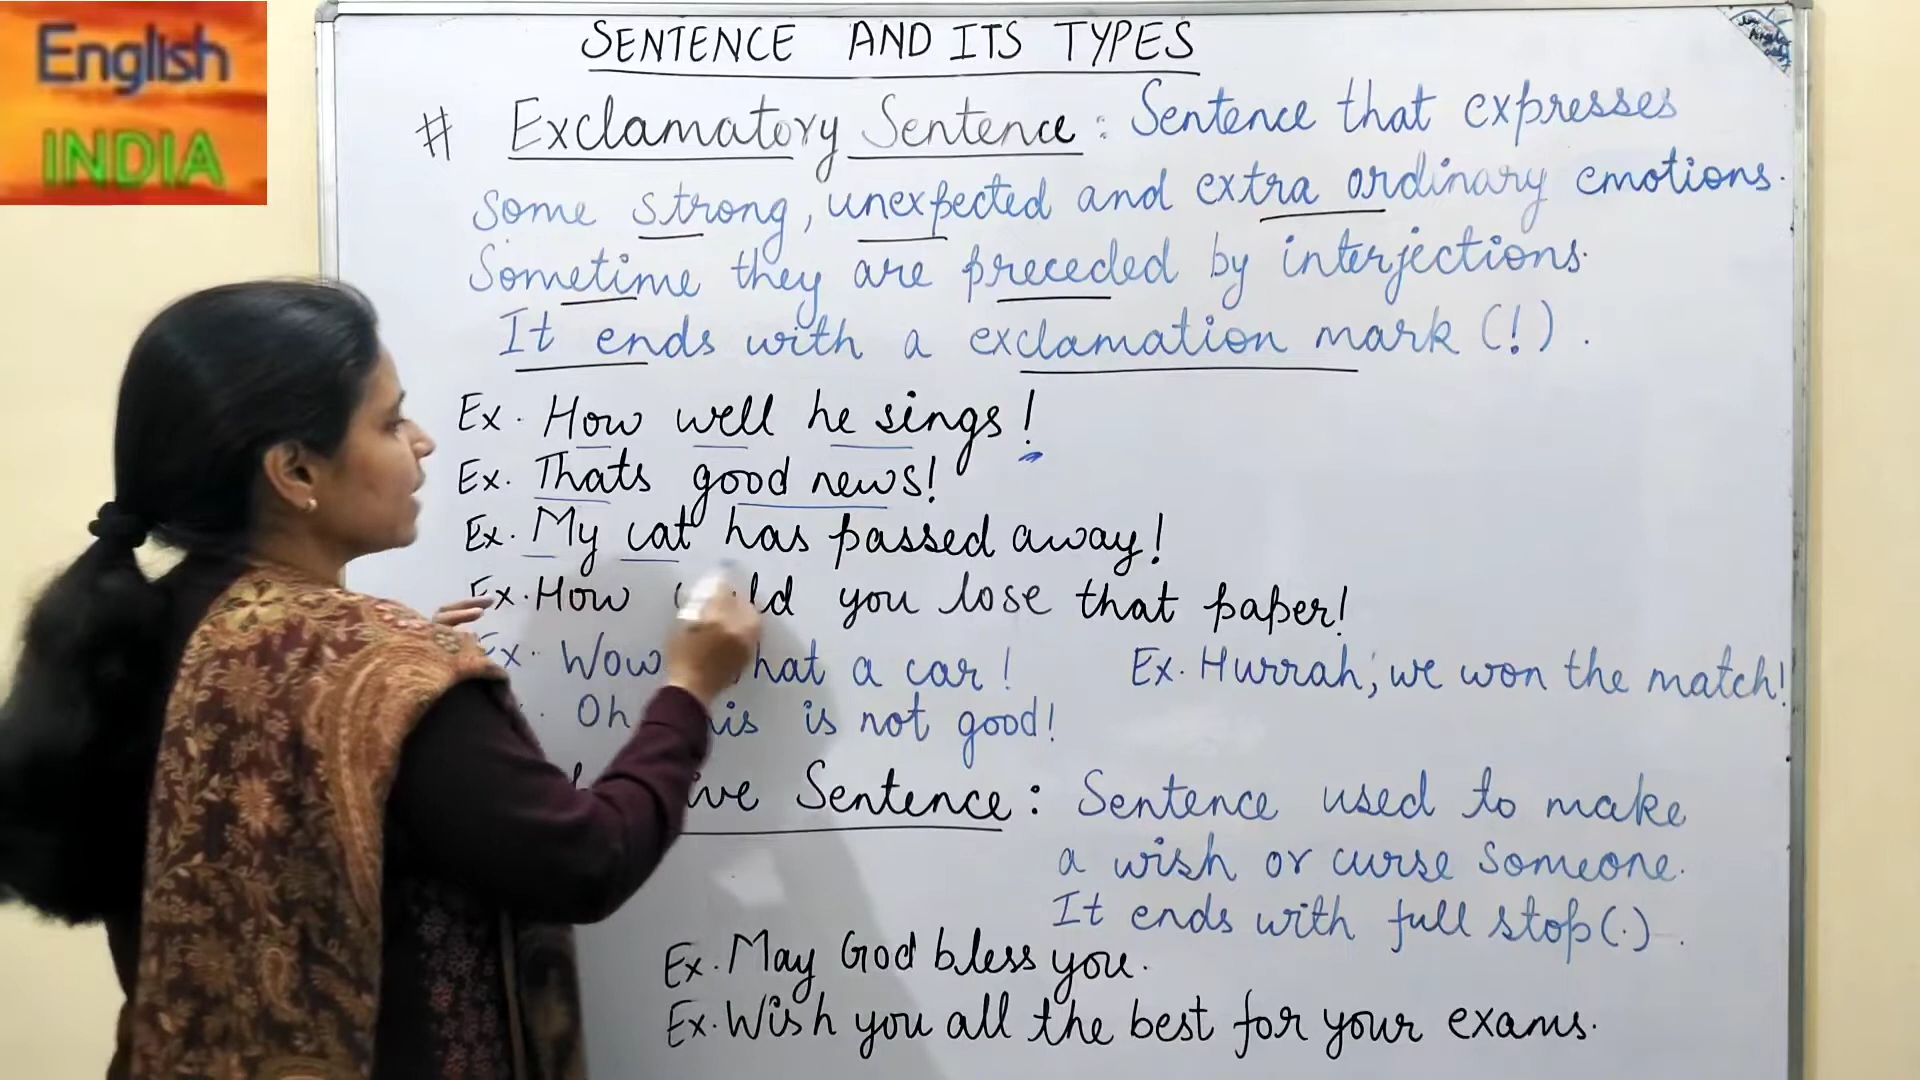 English
INDIA
SENTENCE AND ITS TYPES
# Exclamatory Sentence: Sentence that expresses
some strong, unexpected and extra ordinary emotions.
Sometime they are preceded by interjections.
It ends with a exclamation mark (!).
Ex. How well he sings!
Ex. Thats good news!
Ex. My cat has passed away!
Ex. How you lose that paper!
Ex. Wow a car! Ex. Hurrah, we won the match!
Oh is not good!
Sentence: Sentence used to make
a wish or curse someone.
It ends with full stop(.).
Ex. May God bless you.
Ex. Wish you all the best for your exams.